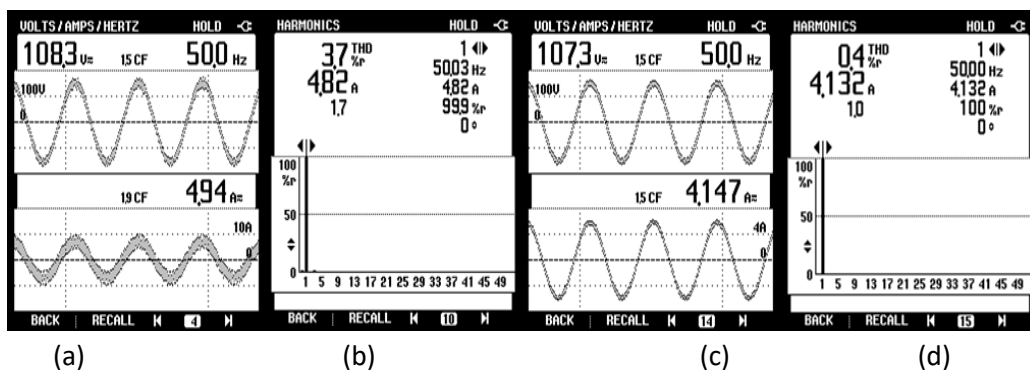 VOLTS/AMPS/HERTZ HOLD
108,3 V≂ 1,5 CF 50,0 Hz
100V
0
1,9 CF 4,94 A≂
10A
0
BACK RECALL 4
(a)
HARMONICS HOLD
3,7 THD %r 1
50,03 Hz
4,82 A 4,82 A
1,7 99,9 %r
0 °
100
%r
50
0
1 5 9 13 17 21 25 29 33 37 41 45 49
BACK RECALL 10
(b)
VOLTS/AMPS/HERTZ HOLD
107,3 V≂ 1,5 CF 50,0 Hz
100V
0
1,5 CF 4,147 A≂
4A
0
BACK RECALL 14
(c)
HARMONICS HOLD
0,4 THD %r 1
50,00 Hz
4,132 A 4,132 A
1,0 100 %r
0 °
100
%r
50
0
1 5 9 13 17 21 25 29 33 37 41 45 49
BACK RECALL 15
(d)